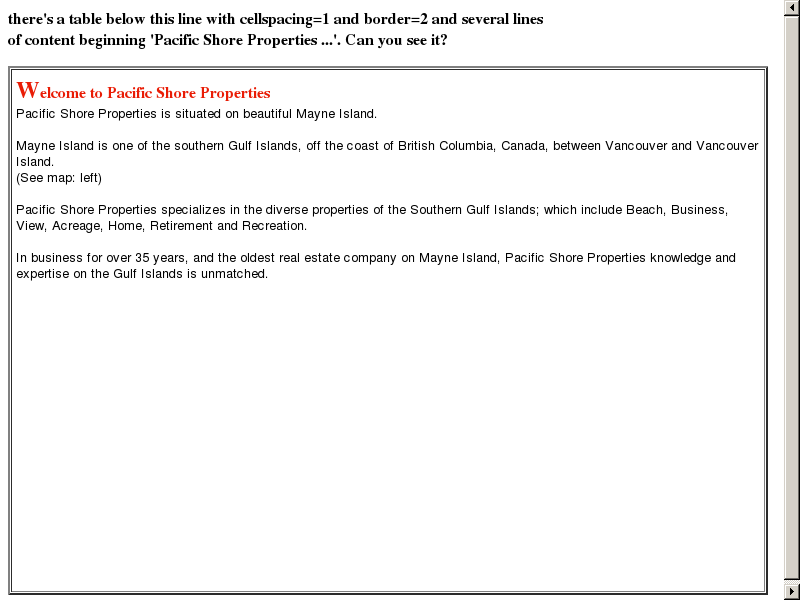 there's a table below this line with cellspacing=1 and border=2 and several lines
of content beginning 'Pacific Shore Properties ...'. Can you see it?
Welcome to Pacific Shore Properties
Pacific Shore Properties is situated on beautiful Mayne Island.
Mayne Island is one of the southern Gulf Islands, off the coast of British Columbia, Canada, between Vancouver and Vancouver
Island.
(See map: left)
Pacific Shore Properties specializes in the diverse properties of the Southern Gulf Islands; which include Beach, Business,
View, Acreage, Home, Retirement and Recreation.
In business for over 35 years, and the oldest real estate company on Mayne Island, Pacific Shore Properties knowledge and
expertise on the Gulf Islands is unmatched.